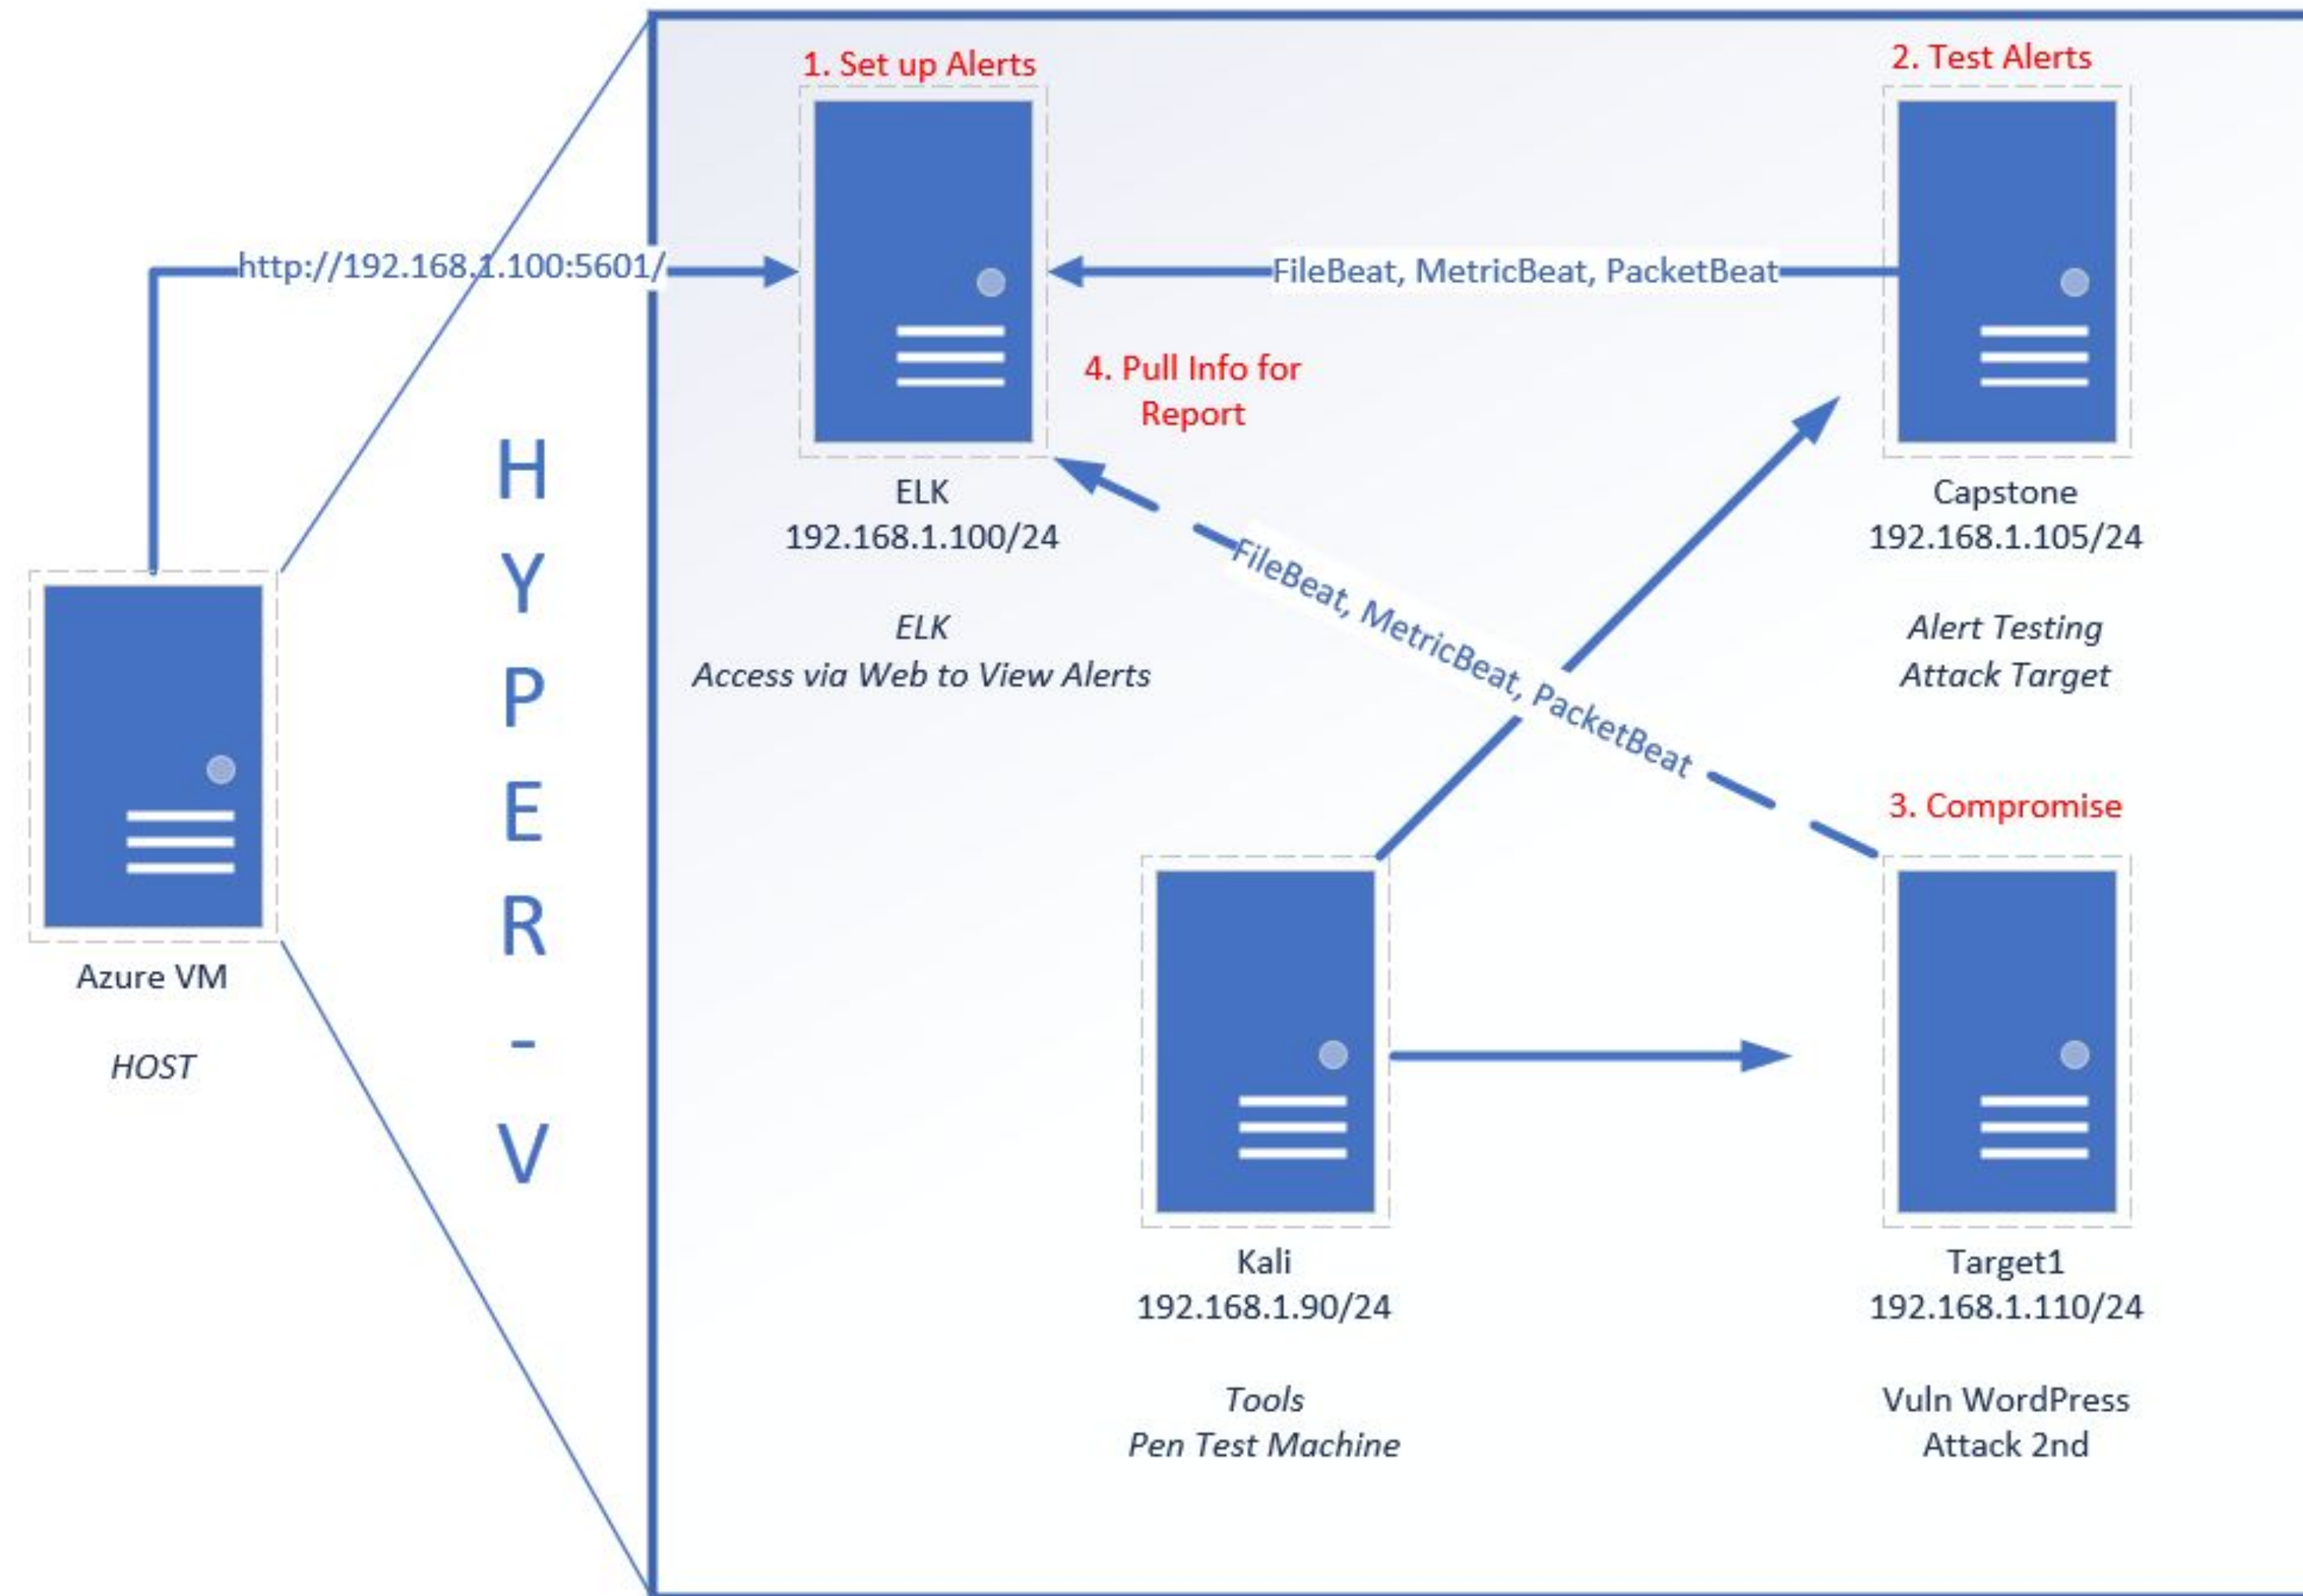 1. Set up Alerts
2. Test Alerts
http://192.168.1.100:5601/
FileBeat, MetricBeat, PacketBeat
4. Pull Info for
Report
H
Y
P
E
R
-
V
ELK
192.168.1.100/24
ELK
Access via Web to View Alerts
Capstone
192.168.1.105/24
Alert Testing
Attack Target
FileBeat, MetricBeat, PacketBeat
3. Compromise
Azure VM
HOST
Kali
192.168.1.90/24
Tools
Pen Test Machine
Target1
192.168.1.110/24
Vuln WordPress
Attack 2nd